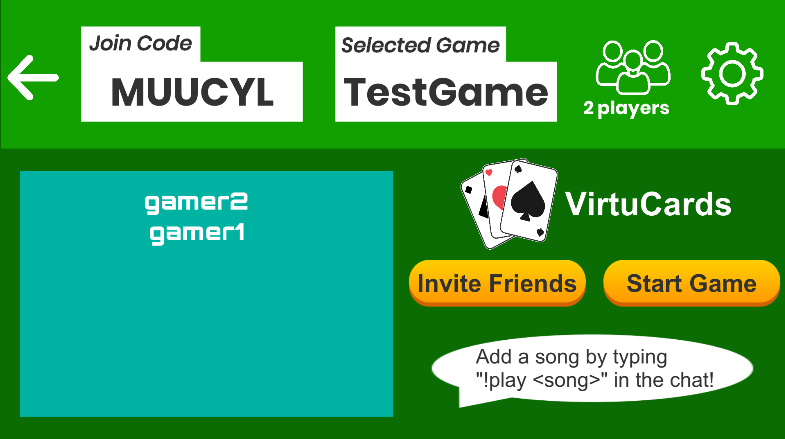 Join Code
MUUCYL
Selected Game
TestGame
2 players
gamer2
gamer1
VirtuCards
Invite Friends
Start Game
Add a song by typing
"!play <song>" in the chat!